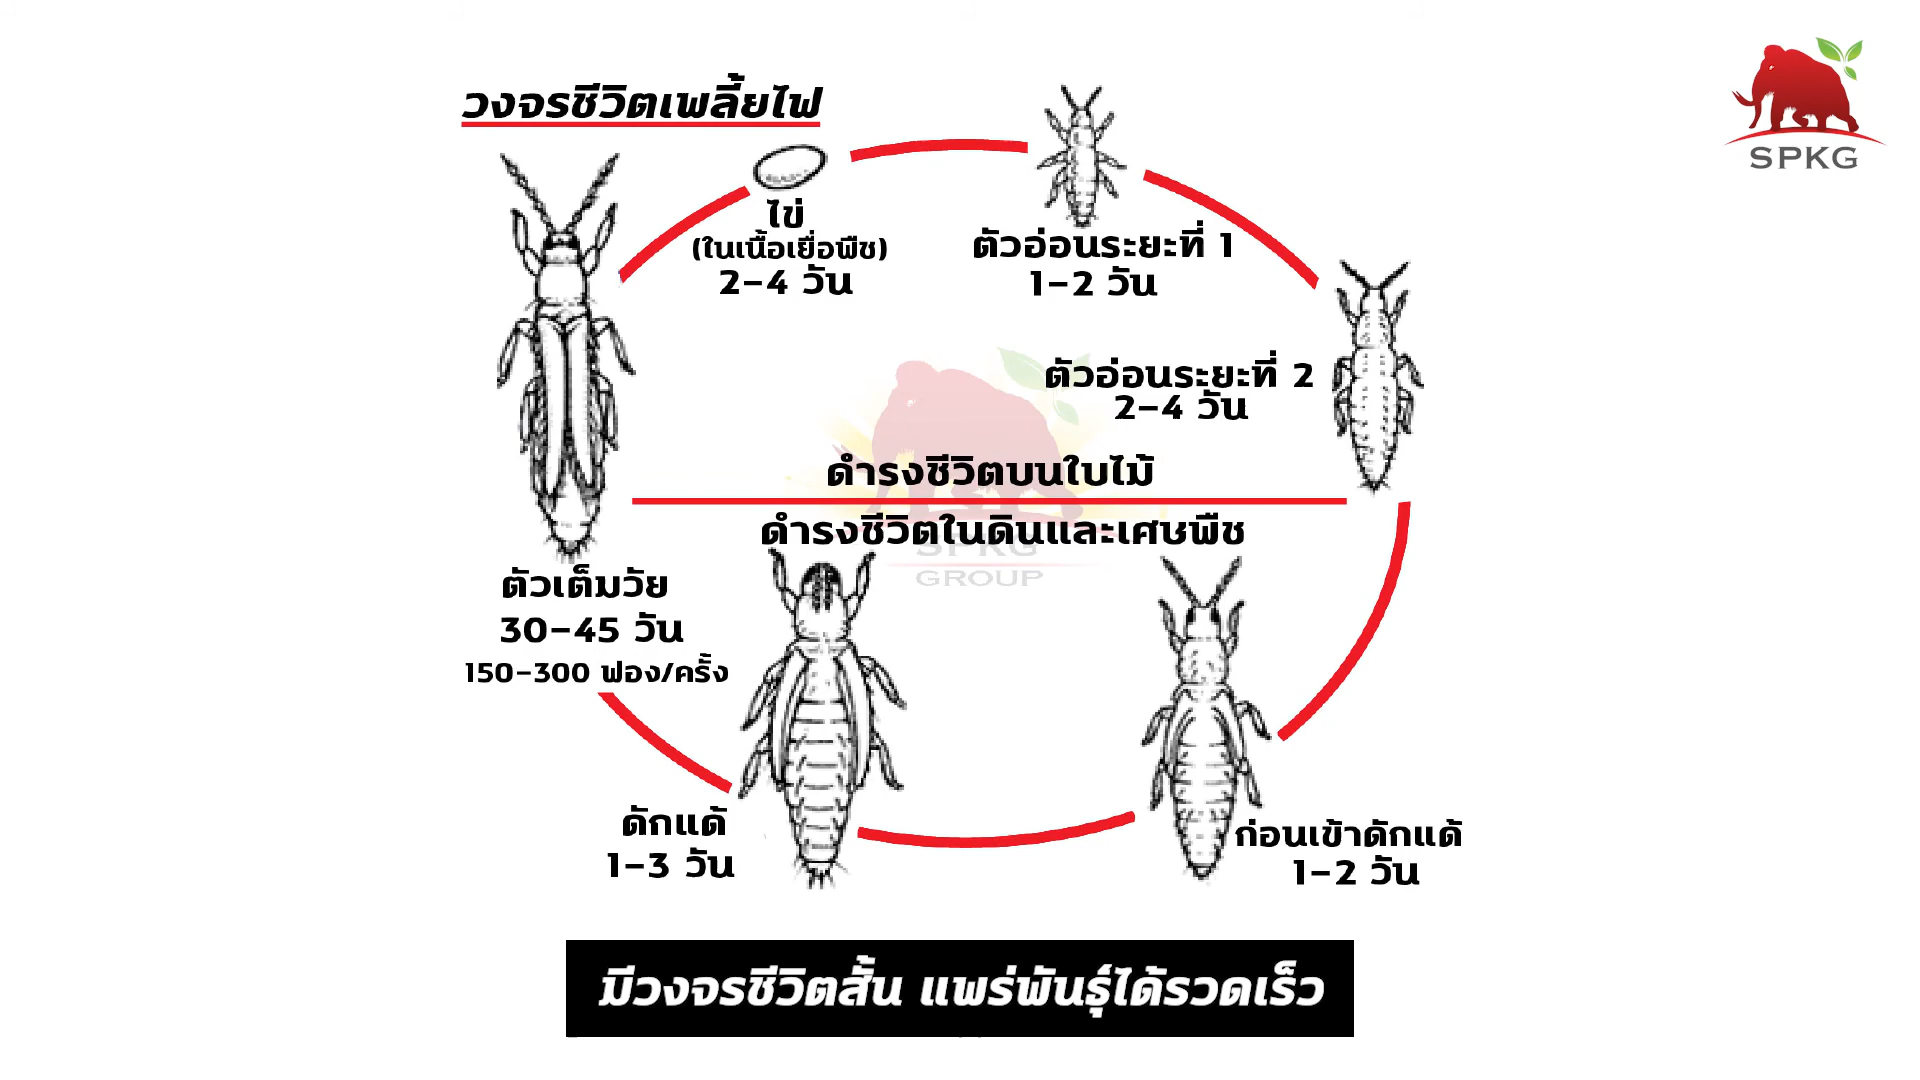 วงจรชีวิตเพลี้ยไฟ
SPKG
ไข่
(ในเนื้อเยื่อพืช)
2-4 วัน
ตัวอ่อนระยะที่ 1
1-2 วัน
ตัวอ่อนระยะที่ 2
2-4 วัน
ดำรงชีวิตบนใบไม้
ดำรงชีวิตในดินและเศษพืช
SPKG
GROUP
ตัวเต็มวัย
30-45 วัน
150-300 ฟอง/ครั้ง
ดักแด้
1-3 วัน
ก่อนเข้าดักแด้
1-2 วัน
มีวงจรชีวิตสั้น แพร่พันธุ์ได้รวดเร็ว